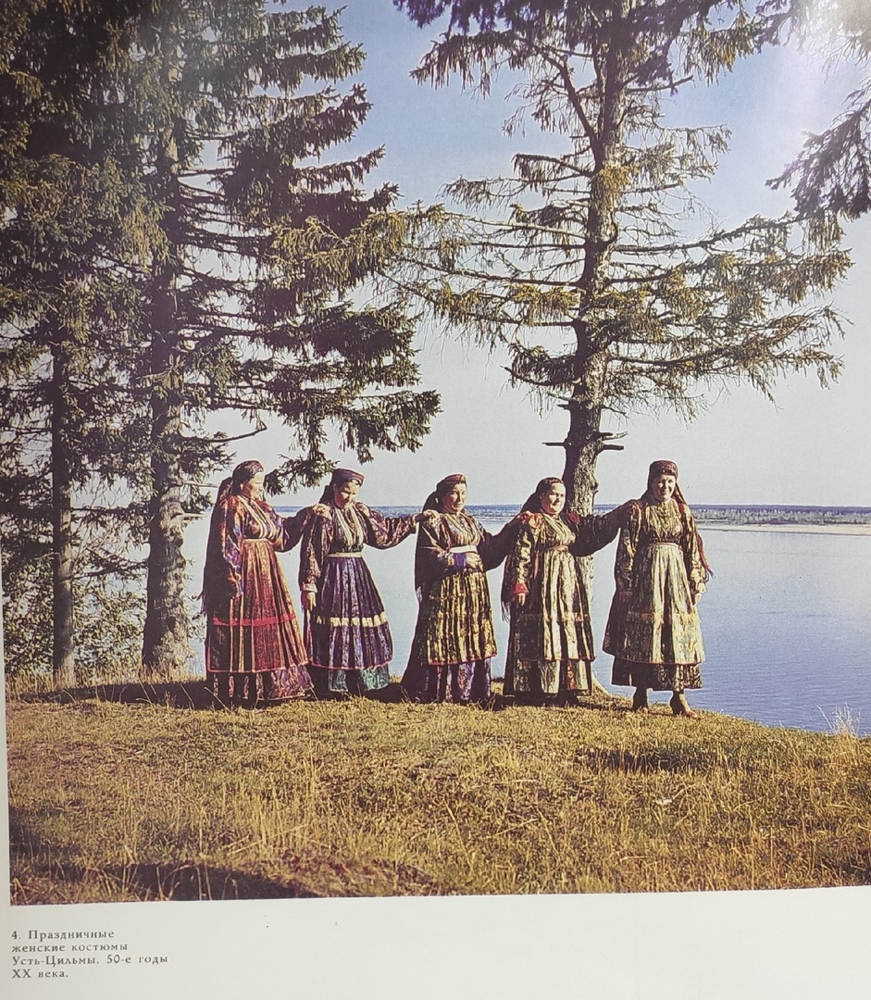 4. Праздничные
женские костюмы
Усть-Цильмы. 50-е годы
XX века.